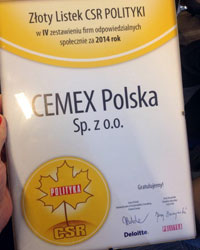 Złoty Listek CSR POLITYKI
w IV zestawieniu firm odpowiedzialnych
społecznie za 2014 rok
CEMEX Polska
Sp. z o.o.
Gratulujemy!
POLITYKA
CSR
Deloitte.